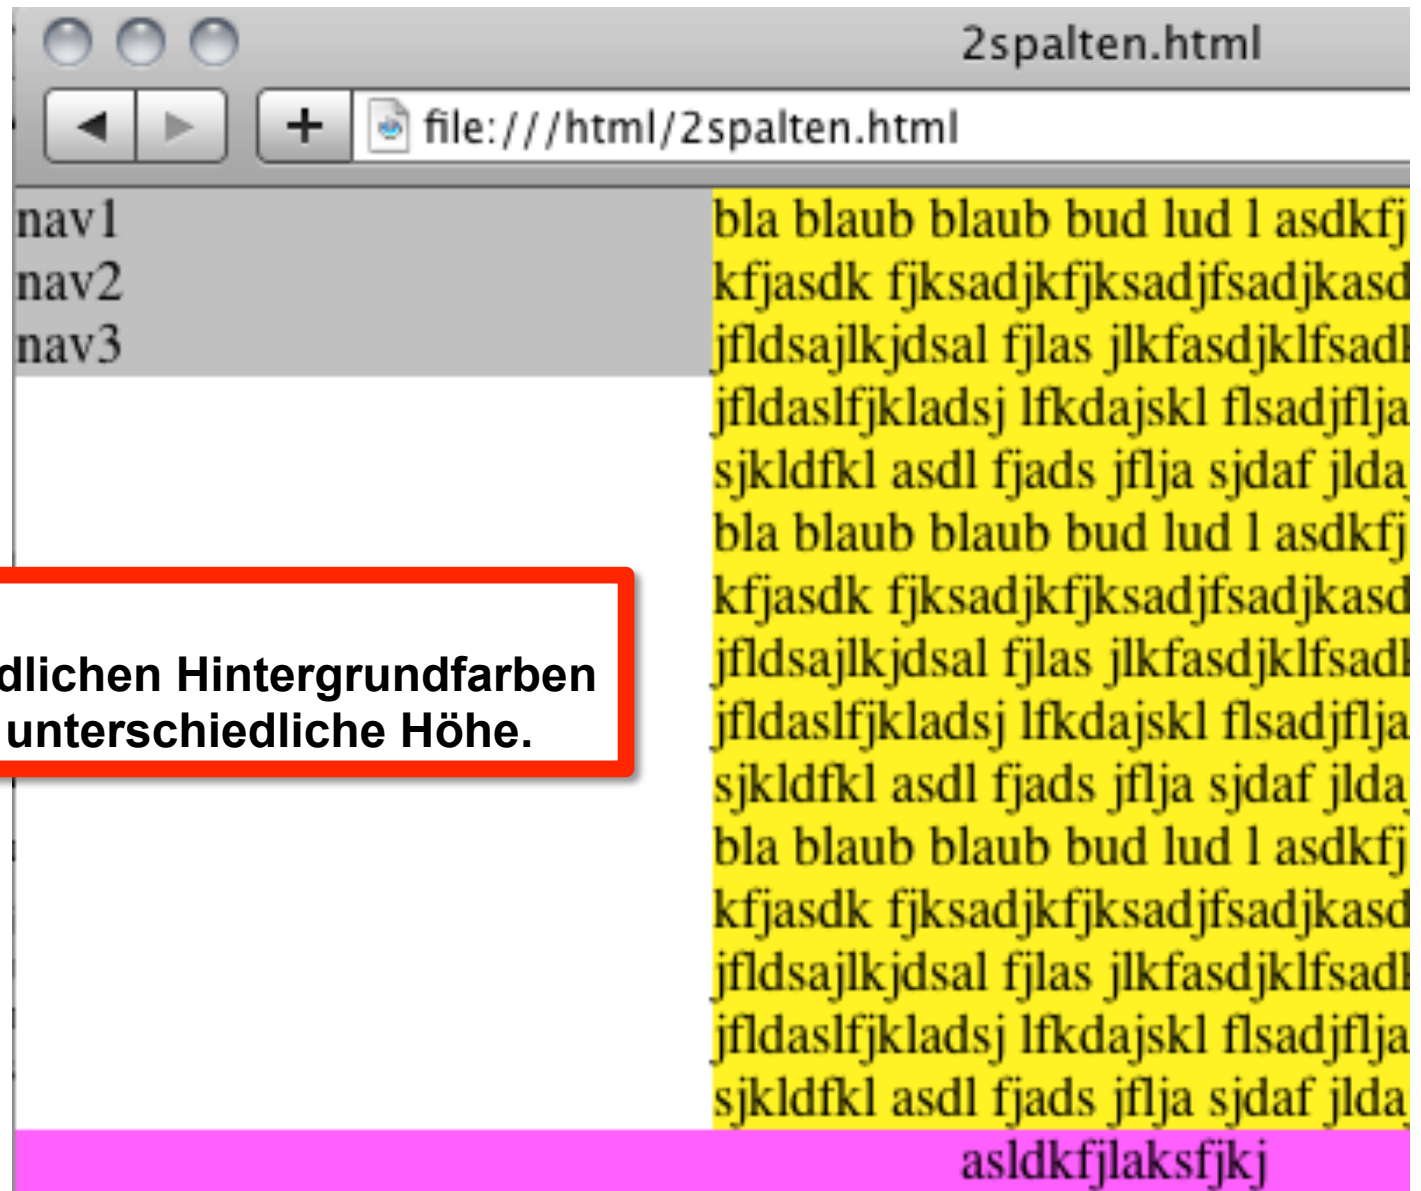 2spalten.html
file:///html/2spalten.html
nav1
nav2
nav3
bla blaub blaub bud lud l asdkfj
kfjasdk fjksadjkfjksadjfsadjkasd
jfldsajlkjdsal fjlas jlkfasdjklfsadk
jfldaslfjkladsj lfkdajskl flsadjflja
sjkldfkl asdl fjads jflja sjdaf jlda
bla blaub blaub bud lud l asdkfj
kfjasdk fjksadjkfjksadjfsadjkasd
jfldsajlkjdsal fjlas jlkfasdjklfsadk
jfldaslfjkladsj lfkdajskl flsadjflja
sjkldfkl asdl fjads jflja sjdaf jlda
bla blaub blaub bud lud l asdkfj
kfjasdk fjksadjkfjksadjfsadjkasd
jfldsajlkjdsal fjlas jlkfasdjklfsadk
jfldaslfjkladsj lfkdajskl flsadjflja
sjkldfkl asdl fjads jflja sjdaf jlda
dlichen Hintergrundfarben
unterschiedliche Höhe.
asldkfjlaksfjkj